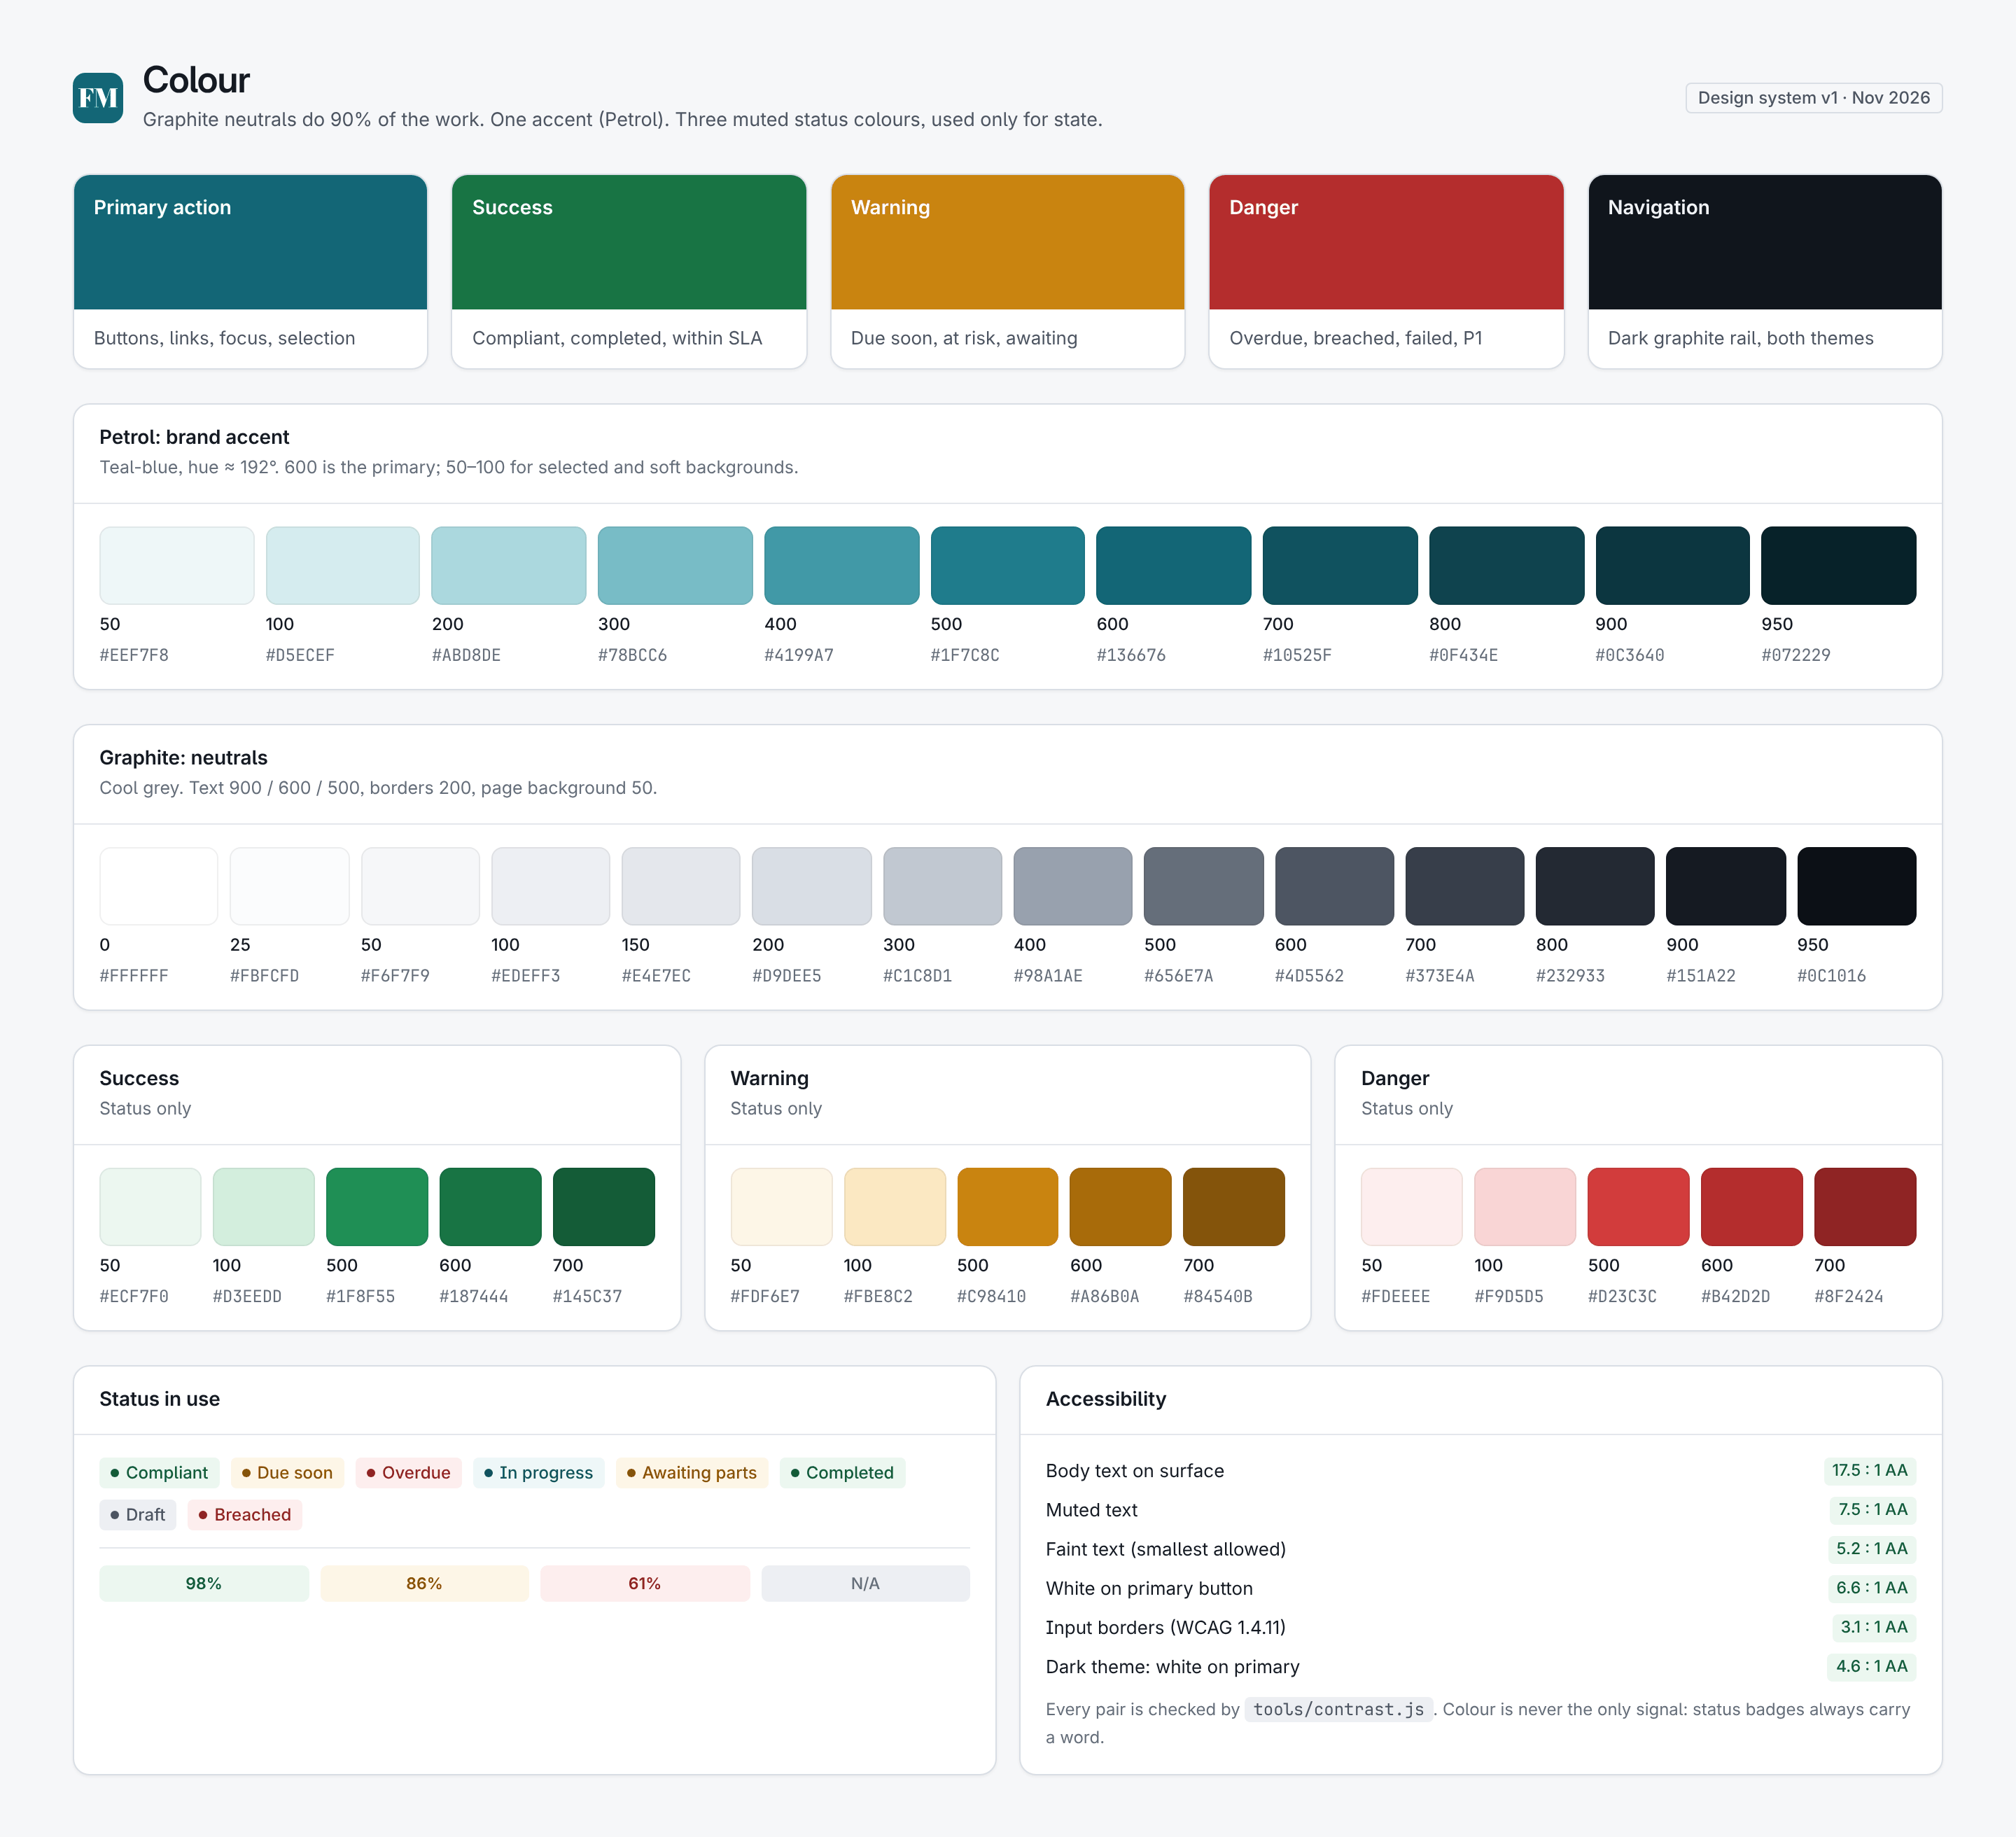 FM
Colour
Graphite neutrals do 90% of the work. One accent (Petrol). Three muted status colours, used only for state.
Design system v1 · Nov 2026
Primary action
Buttons, links, focus, selection
Success
Compliant, completed, within SLA
Warning
Due soon, at risk, awaiting
Danger
Overdue, breached, failed, P1
Navigation
Dark graphite rail, both themes
Petrol: brand accent
Teal-blue, hue ≈ 192°. 600 is the primary; 50–100 for selected and soft backgrounds.
50 100 200 300 400 500 600 700 800 900 950
#EEF7F8 #D5ECEF #ABD8DE #78BCC6 #4199A7 #1F7C8C #136676 #10525F #0F434E #0C3640 #072229
Graphite: neutrals
Cool grey. Text 900 / 600 / 500, borders 200, page background 50.
0 25 50 100 150 200 300 400 500 600 700 800 900 950
#FFFFFF #FBFCFD #F6F7F9 #EDEFF3 #E4E7EC #D9DEE5 #C1C8D1 #98A1AE #656E7A #4D5562 #373E4A #232933 #151A22 #0C1016
Success
Status only
50 100 500 600 700
#ECF7F0 #D3EEDD #1F8F55 #187444 #145C37
Warning
Status only
50 100 500 600 700
#FDF6E7 #FBE8C2 #C98410 #A86B0A #84540B
Danger
Status only
50 100 500 600 700
#FDEEEE #F9D5D5 #D23C3C #B42D2D #8F2424
Status in use
Compliant Due soon Overdue In progress Awaiting parts Completed
Draft Breached
98% 86% 61% N/A
Accessibility
Body text on surface 17.5 : 1 AA
Muted text 7.5 : 1 AA
Faint text (smallest allowed) 5.2 : 1 AA
White on primary button 6.6 : 1 AA
Input borders (WCAG 1.4.11) 3.1 : 1 AA
Dark theme: white on primary 4.6 : 1 AA
Every pair is checked by tools/contrast.js. Colour is never the only signal: status badges always carry
a word.